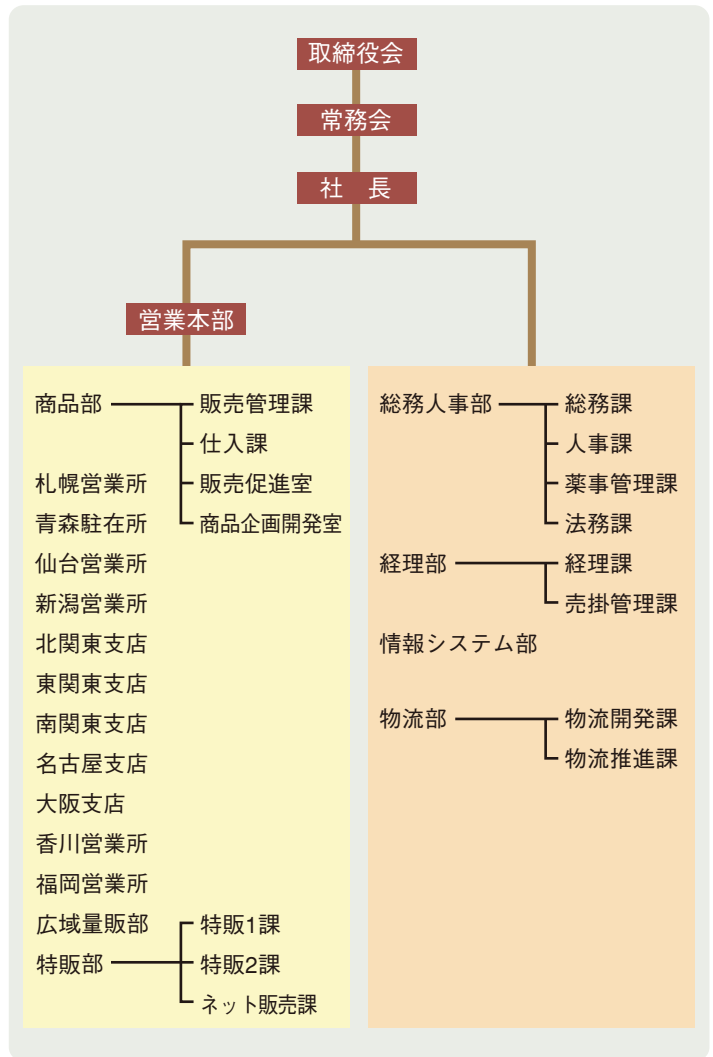 取締役会
常務会
社　長
営業本部
商品部
販売管理課
仕入課
札幌営業所
販売促進室
青森駐在所
商品企画開発室
仙台営業所
新潟営業所
北関東支店
東関東支店
南関東支店
名古屋支店
大阪支店
香川営業所
福岡営業所
広域量販部
特販1課
特販部
特販2課
ネット販売課
総務人事部
総務課
人事課
薬事管理課
法務課
経理部
経理課
売掛管理課
情報システム部
物流部
物流開発課
物流推進課